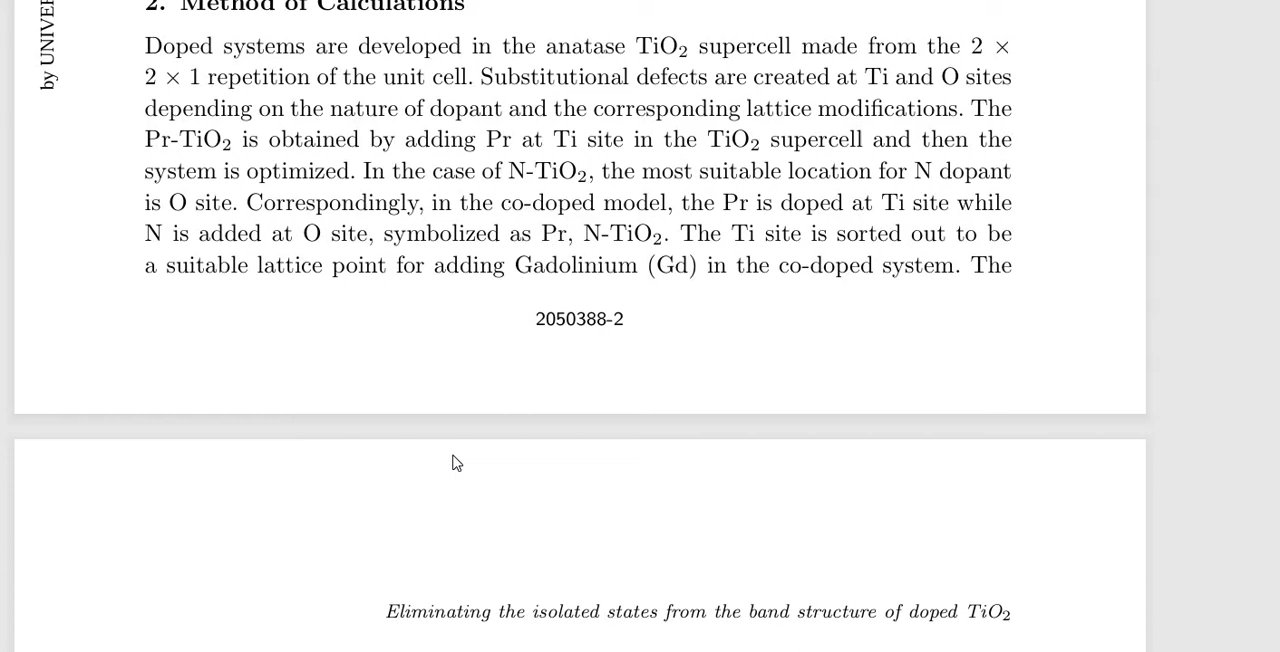 2. Method of Calculations
by UNIVER
Doped systems are developed in the anatase TiO₂ supercell made from the 2 ×
2 × 1 repetition of the unit cell. Substitutional defects are created at Ti and O sites
depending on the nature of dopant and the corresponding lattice modifications. The
Pr-TiO₂ is obtained by adding Pr at Ti site in the TiO₂ supercell and then the
system is optimized. In the case of N-TiO₂, the most suitable location for N dopant
is O site. Correspondingly, in the co-doped model, the Pr is doped at Ti site while
N is added at O site, symbolized as Pr, N-TiO₂. The Ti site is sorted out to be
a suitable lattice point for adding Gadolinium (Gd) in the co-doped system. The
2050388-2
Eliminating the isolated states from the band structure of doped TiO₂